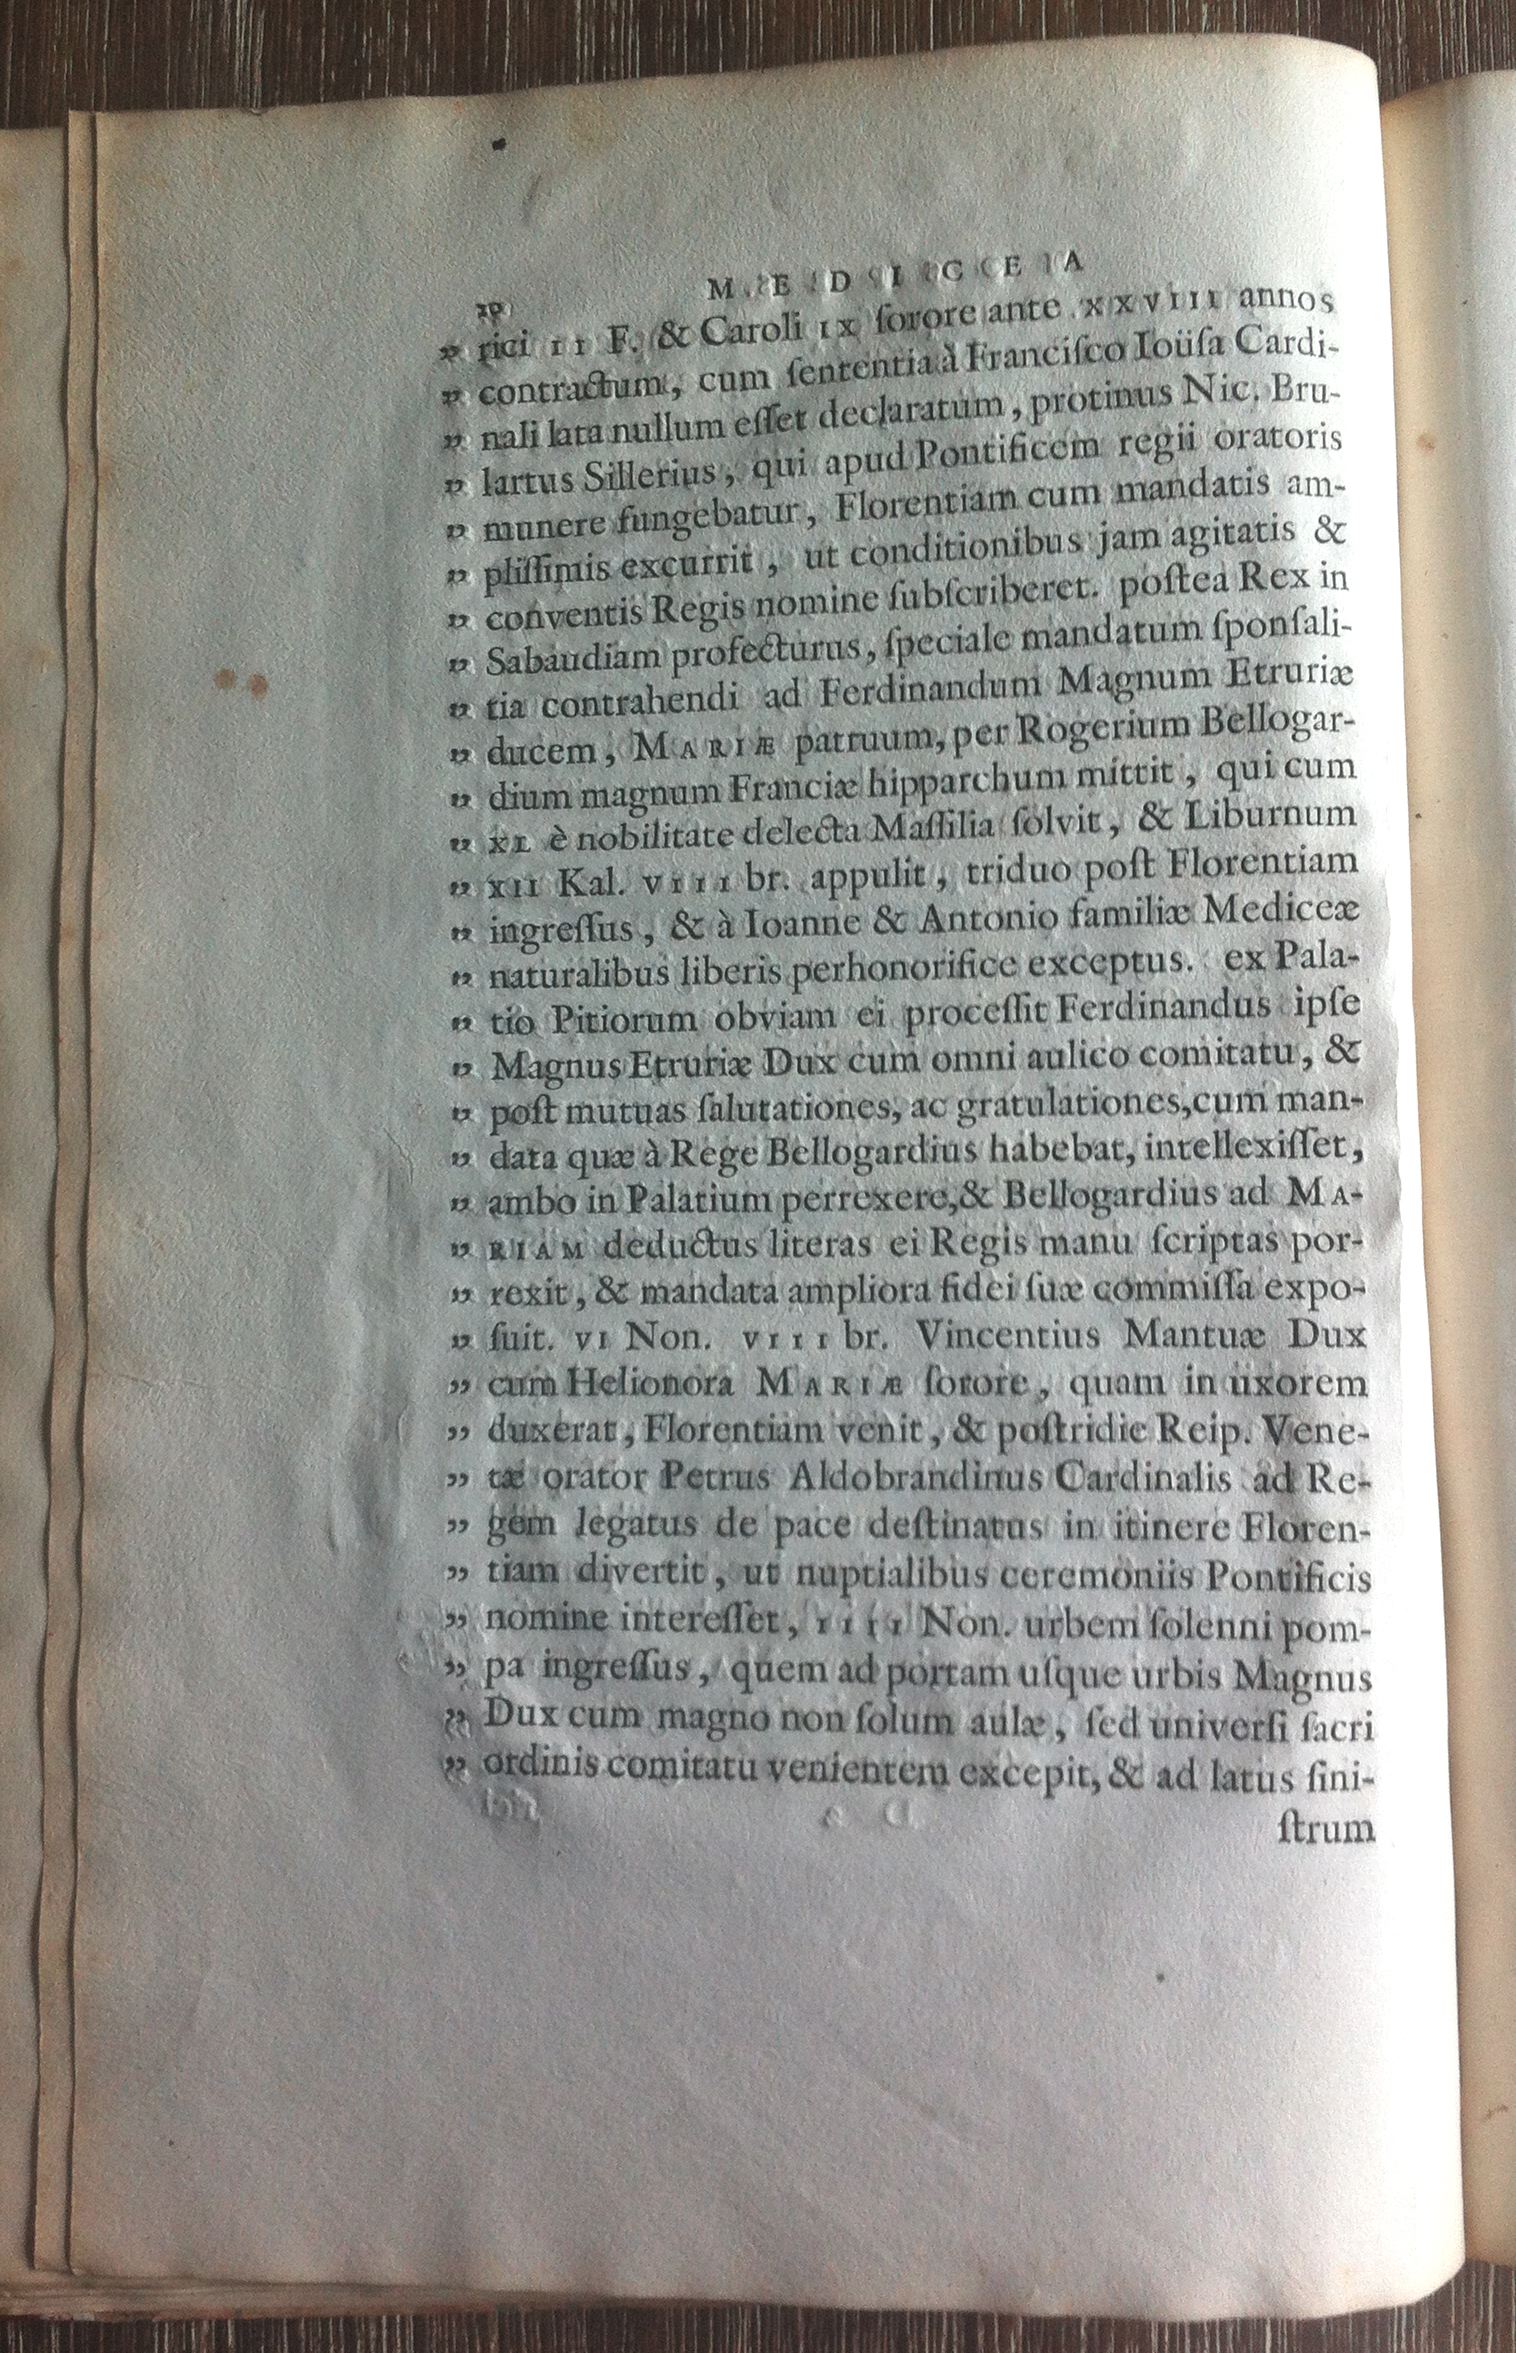 20 MEDICEA
„ rici II F. & Caroli IX ſorore ante XXVIII annos
„ contractum, cum ſententia à Franciſco Ioüſa Cardi-
„ nali lata nullum eſſet declaratum, protinus Nic. Bru-
„ lartus Sillerius, qui apud Pontificem regii oratoris
„ munere fungebatur, Florentiam cum mandatis am-
„ pliſſimis excurrit, ut conditionibus jam agitatis &
„ conventis Regis nomine ſubſcriberet. poſtea Rex in
„ Sabaudiam profecturus, ſpeciale mandatum ſponſali-
„ tia contrahendi ad Ferdinandum Magnum Etruriæ
„ ducem, MARIÆ patruum, per Rogerium Bellogar-
„ dium magnum Franciæ hipparchum mittit, qui cum
„ XL è nobilitate delecta Maſſilia ſolvit, & Liburnum
„ XII Kal. VIII br. appulit, triduo poſt Florentiam
„ ingreſſus, & à Ioanne & Antonio familiæ Mediceæ
„ naturalibus liberis perhonorifice exceptus. ex Pala-
„ tio Pitiorum obviam ei proceſſit Ferdinandus ipſe
„ Magnus Etruriæ Dux cum omni aulico comitatu, &
„ poſt mutuas ſalutationes, ac gratulationes, cum man-
„ data quæ à Rege Bellogardius habebat, intellexiſſet,
„ ambo in Palatium perrexere, & Bellogardius ad MA-
„ RIAM deductus literas ei Regis manu ſcriptas por-
„ rexit, & mandata ampliora fidei ſuæ commiſſa expo-
„ ſuit. VI Non. VIII br. Vincentius Mantuæ Dux
„ cum Helionora MARIÆ ſorore, quam in uxorem
„ duxerat, Florentiam venit, & poſtridie Reip. Vene-
„ tæ orator Petrus Aldobrandinus Cardinalis ad Re-
„ gem legatus de pace deſtinatus in itinere Floren-
„ tiam divertit, ut nuptialibus ceremoniis Pontificis
„ nomine intereſſet, IIII Non. urbem ſolenni pom-
„ pa ingreſſus, quem ad portam uſque urbis Magnus
„ Dux cum magno non ſolum aulæ, ſed univerſi ſacri
„ ordinis comitatu venientem excepit, & ad latus ſini-
ſtrum